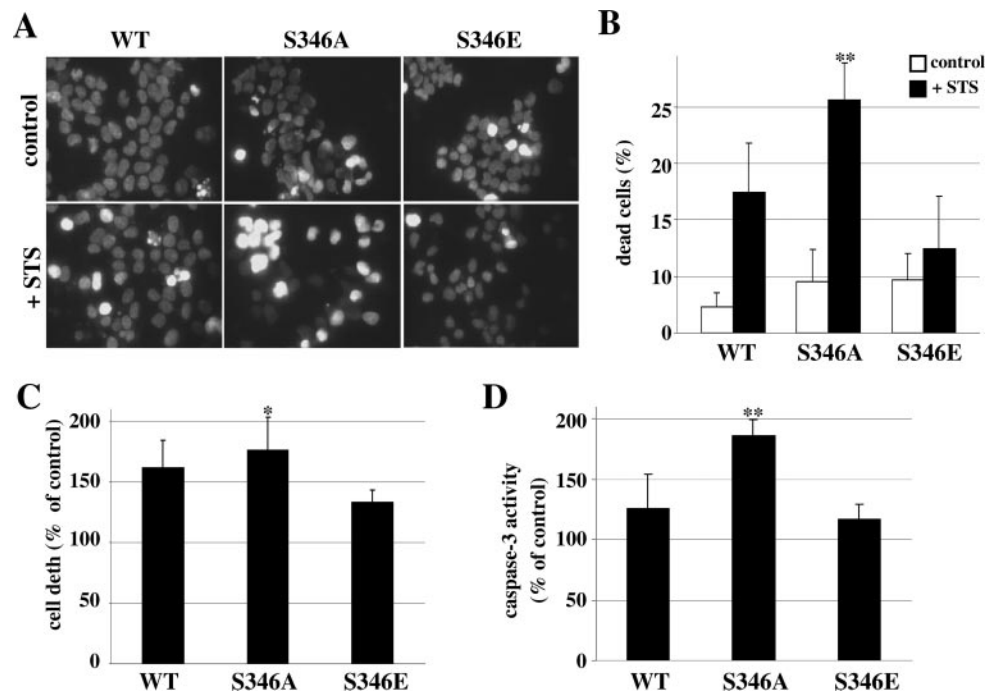 A
WT S346A S346E
control
+ STS
B
**
control
+ STS
dead cells (%)
25
20
15
10
0
WT S346A S346E
C
*
cell deth (% of control)
200
150
100
50
0
WT S346A S346E
D
**
caspase-3 activity
(% of control)
200
150
100
50
0
WT S346A S346E